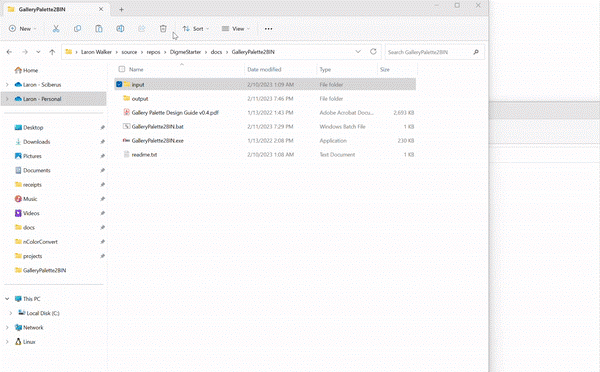 GalleryPalette2BIN
New
Sort
View
Laron Walker > source > repos > DigmeStarter > docs > GalleryPalette2BIN
Search GalleryPalette2BIN
Name Date modified Type Size
Home
Laron - Sciberus
Laron - Personal
Desktop
Downloads
Pictures
Documents
receipts
Music
Videos
docs
nColorConvert
projects
GalleryPalette2BIN
This PC
Local Disk (C:)
Network
Linux
input 2/10/2023 1:09 AM File folder
output 2/11/2023 7:46 PM File folder
Gallery Palette Design Guide v0.4.pdf 1/13/2022 1:43 PM Adobe Acrobat Docu... 2,693 KB
GalleryPalette2BIN.bat 2/11/2023 7:29 PM Windows Batch File 1 KB
GalleryPalette2BIN.exe 1/13/2022 2:08 PM Application 239 KB
readme.txt 2/10/2023 1:08 AM Text Document 1 KB